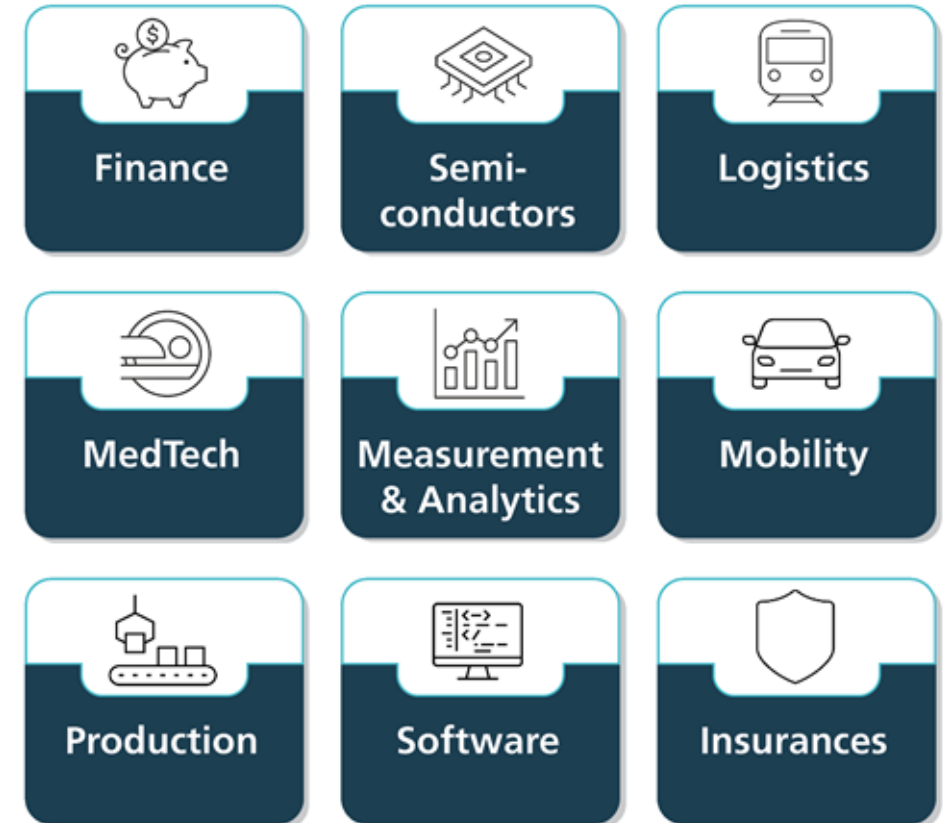 Finance
Semi-
conductors
Logistics
MedTech
Measurement
& Analytics
Mobility
Production
Software
Insurances